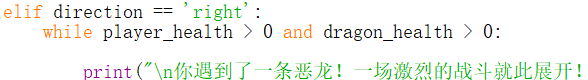 elif direction == 'right':
    while player_health > 0 and dragon_health > 0:
        print("\n你遇到了一条恶龙！一场激烈的战斗就此展开！